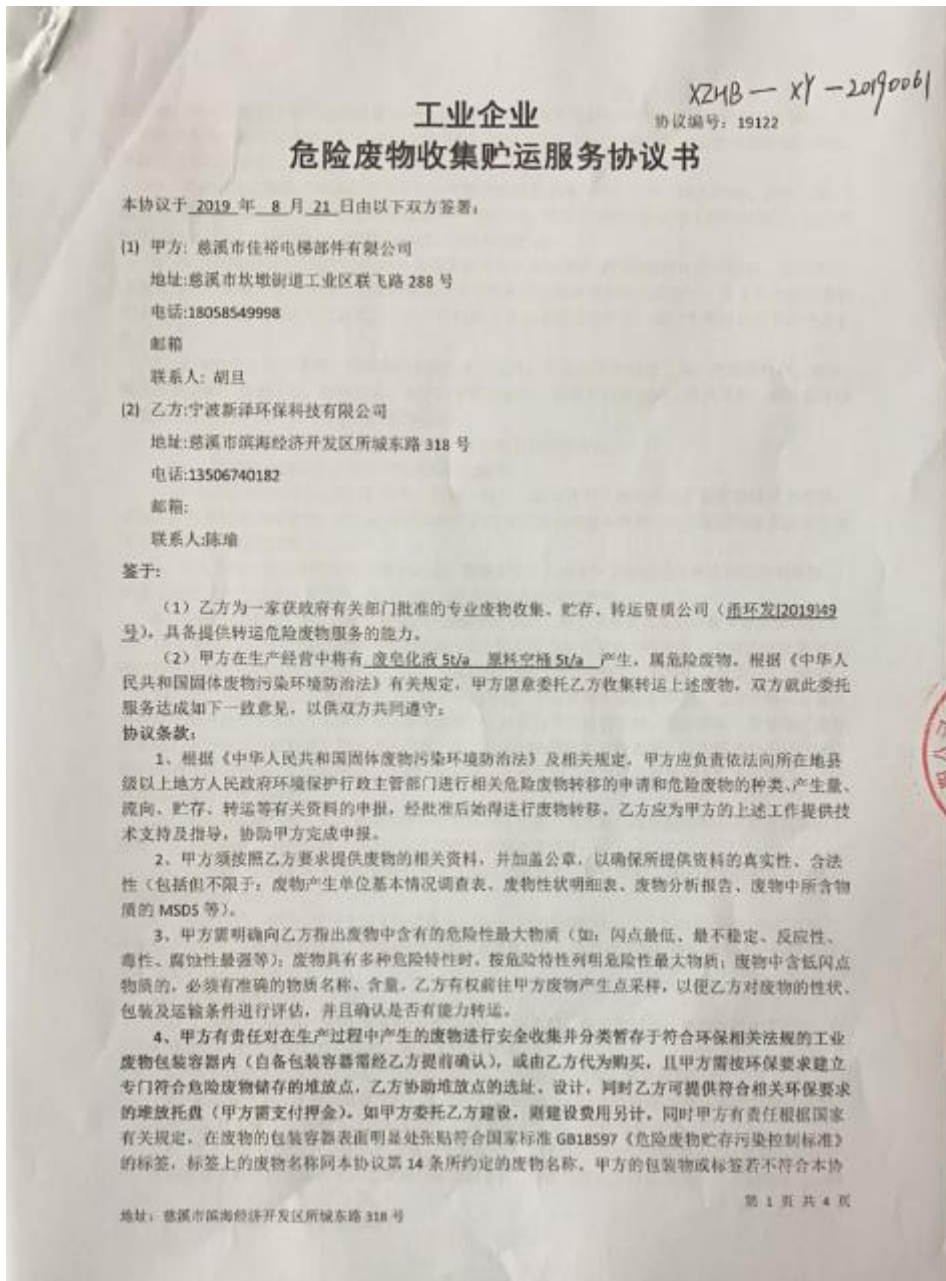 XZHB－XY－20190061
工业企业
协议编号：19122
危险废物收集贮运服务协议书
本协议于 2019 年 8 月 21 日由以下双方签署：
(1) 甲方: 慈溪市佳裕电梯部件有限公司
地址:慈溪市坎墩街道工业区联飞路 288 号
电话:18058549998
邮箱
联系人: 胡旦
(2) 乙方:宁波新泽环保科技有限公司
地址:慈溪市滨海经济开发区所城东路 318 号
电话:13506740182
邮箱:
联系人:陈瑜
签于:
（1）乙方为一家获政府有关部门批准的专业废物收集、贮存、转运资质公司（甬环发[2019]49
号），具备提供转运危险废物服务的能力。
（2）甲方在生产经营中将有 废皂化液 5t/a 原料空桶 5t/a 产生，属危险废物。根据《中华人
民共和国固体废物污染环境防治法》有关规定，甲方愿意委托乙方收集转运上述废物，双方就此委托
服务达成如下一致意见，以供双方共同遵守：
协议条款：
1、根据《中华人民共和国固体废物污染环境防治法》及相关规定，甲方应负责依法向所在地县
级以上地方人民政府环境保护行政主管部门进行相关危险废物转移的申请和危险废物的种类、产生量、
流向、贮存、转运等有关资料的申报，经批准后始得进行废物转移。乙方应为甲方的上述工作提供技
术支持及指导，协助甲方完成申报。
2、甲方须按照乙方要求提供废物的相关资料，并加盖公章，以确保所提供资料的真实性、合法
性（包括但不限于：废物产生单位基本情况调查表、废物性状明细表、废物分析报告、废物中所含物
质的 MSDS 等）。
3、甲方需明确向乙方指出废物中含有的危险性最大物质（如：闪点最低、最不稳定、反应性、
毒性、腐蚀性最强等）；废物具有多种危险特性时，按危险特性列明危险性最大物质；废物中含低闪点
物质的，必须有准确的物质名称、含量。乙方有权前往甲方废物产生点采样，以便乙方对废物的性状、
包装及运输条件进行评估，并且确认是否有能力转运。
4、甲方有责任对在生产过程中产生的废物进行安全收集并分类暂存于符合环保相关法规的工业
废物包装容器内（自备包装容器需经乙方提前确认），或由乙方代为购买，且甲方需按环保要求建立
专门符合危险废物储存的堆放点，乙方协助堆放点的选址、设计，同时乙方可提供符合相关环保要求
的堆放托盘（甲方需支付押金）。如甲方委托乙方建设，则建设费用另计。同时甲方有责任根据国家
有关规定，在废物的包装容器表面明显处张贴符合国家标准 GB18597《危险废物贮存污染控制标准》
的标签，标签上的废物名称同本协议第 14 条所约定的废物名称。甲方的包装物或标签若不符合本协
第 1 页 共 4 页
地址：慈溪市滨海经济开发区所城东路 318 号